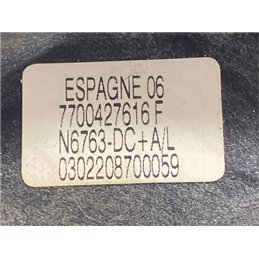 ESPAGNE 06
7700427616 F
N6763-DC+A/L
0302208700059